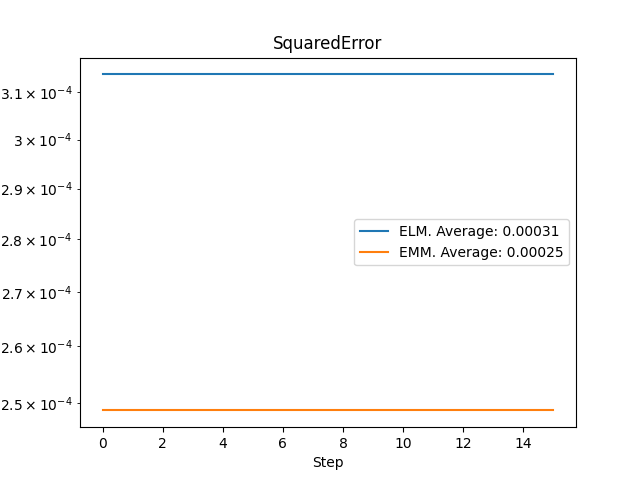 SquaredError
3.1 × 10⁻⁴
3 × 10⁻⁴
2.9 × 10⁻⁴
2.8 × 10⁻⁴
2.7 × 10⁻⁴
2.6 × 10⁻⁴
2.5 × 10⁻⁴
ELM. Average: 0.00031
EMM. Average: 0.00025
0 2 4 6 8 10 12 14
Step